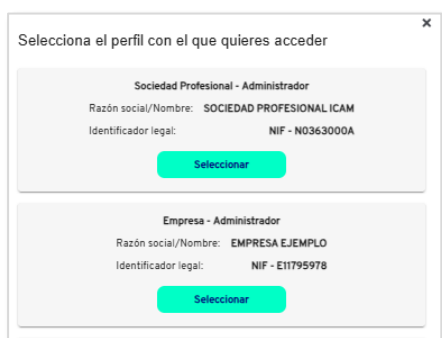 Selecciona el perfil con el que quieres acceder
Sociedad Profesional - Administrador
Razón social/Nombre: SOCIEDAD PROFESIONAL ICAM
Identificador legal: NIF - N0363000A
Seleccionar
Empresa - Administrador
Razón social/Nombre: EMPRESA EJEMPLO
Identificador legal: NIF - E11795978
Seleccionar